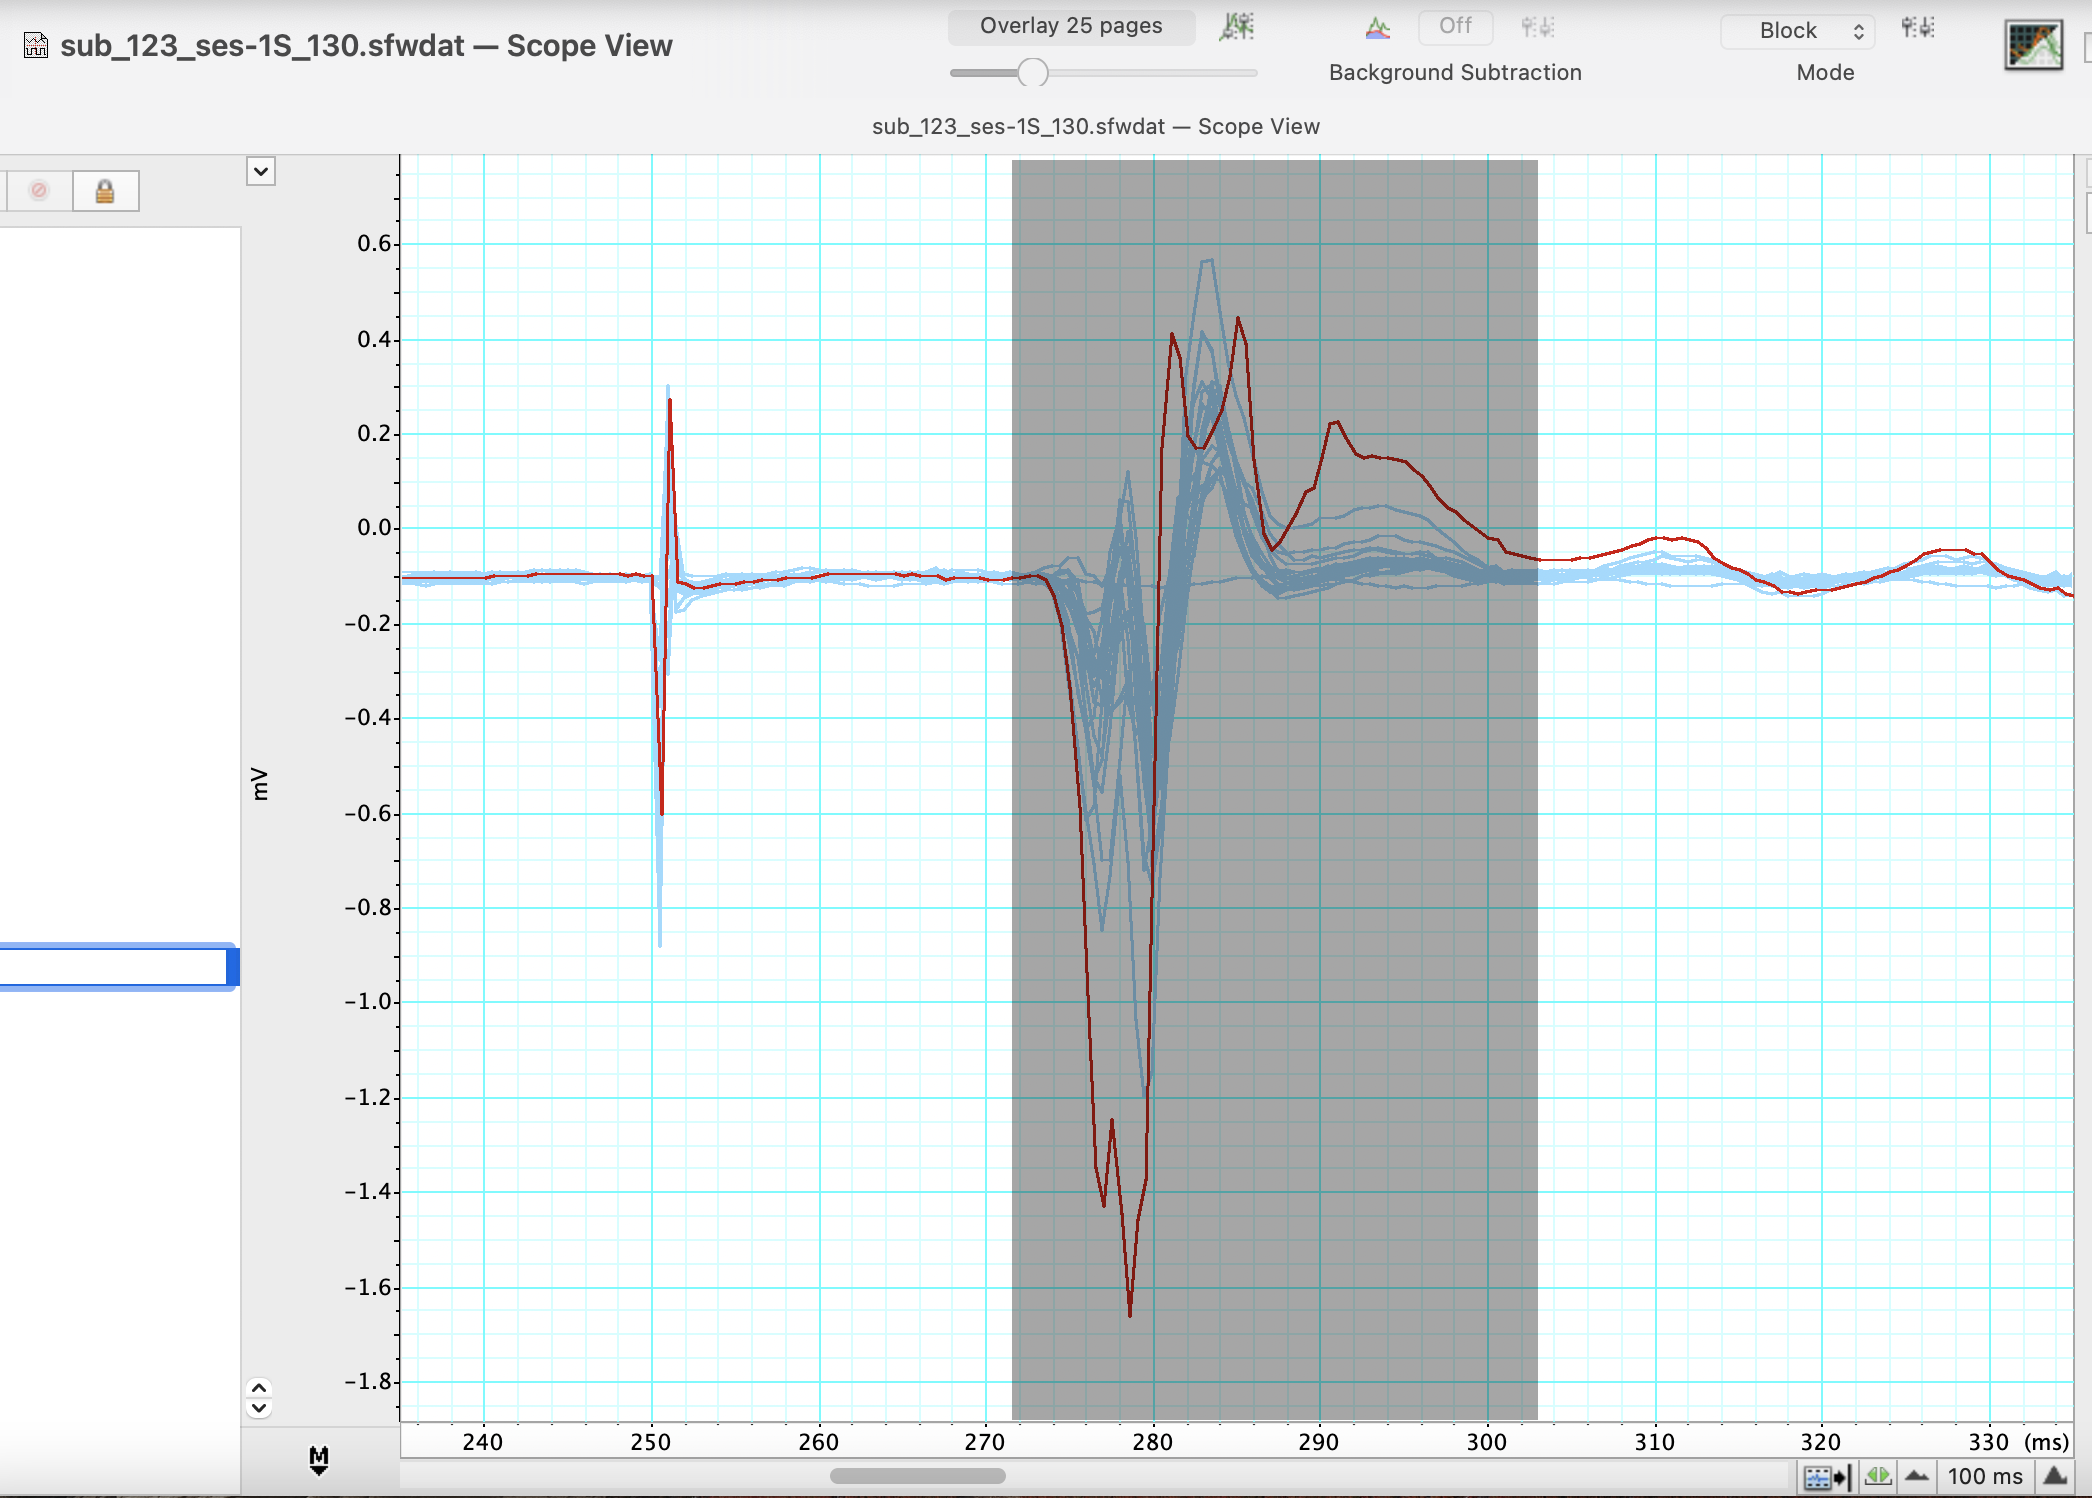 sub_123_ses-1S_130.sfwdat — Scope View
Overlay 25 pages
Off
Block
Background Subtraction
Mode
sub_123_ses-1S_130.sfwdat — Scope View
0.6
0.4
0.2
0.0
−0.2
−0.4
mV
−0.6
−0.8
−1.0
−1.2
−1.4
−1.6
−1.8
240 250 260 270 280 290 300 310 320 330 (ms)
M
100 ms